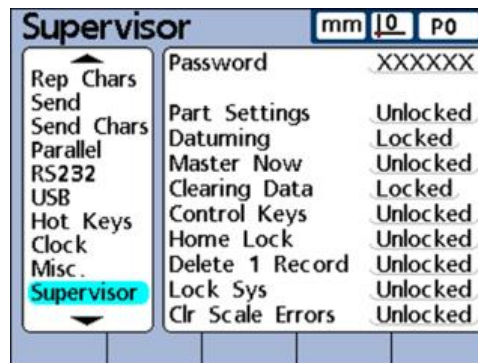 Supervisor mm 0 P0
Rep Chars
Send
Send Chars
Parallel
RS232
USB
Hot Keys
Clock
Misc.
Supervisor
Password XXXXXX
Part Settings Unlocked
Datuming Locked
Master Now Unlocked
Clearing Data Locked
Control Keys Unlocked
Home Lock Unlocked
Delete 1 Record Unlocked
Lock Sys Unlocked
Clr Scale Errors Unlocked